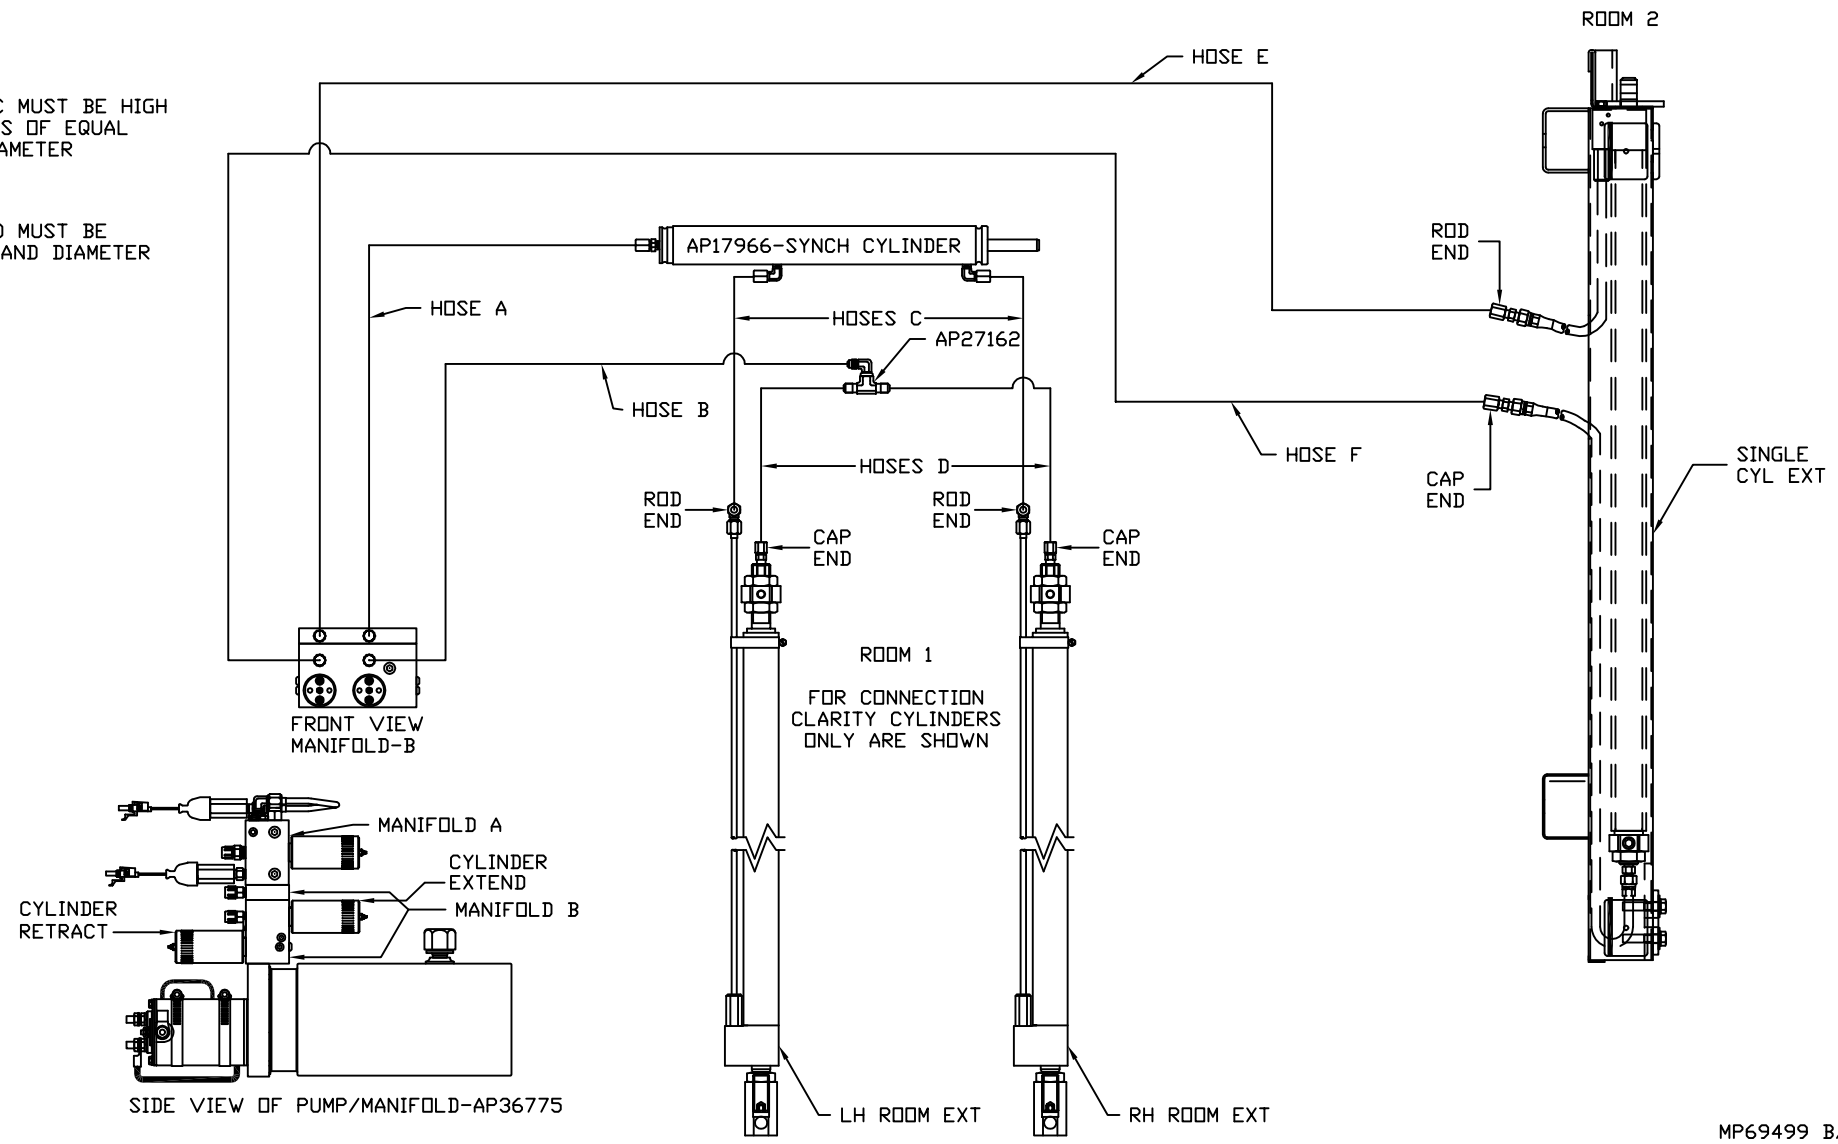 ROOM 2
HOSE E
C MUST BE HIGH
S OF EQUAL
AMETER
D MUST BE
AND DIAMETER
AP17966-SYNCH CYLINDER
ROD
END
HOSE A
HOSES C
AP27162
HOSE B
HOSE F
HOSES D
CAP
END
SINGLE
CYL EXT
ROD
END
ROD
END
CAP
END
CAP
END
ROOM 1
FOR CONNECTION
CLARITY CYLINDERS
ONLY ARE SHOWN
FRONT VIEW
MANIFOLD-B
MANIFOLD A
CYLINDER
EXTEND
MANIFOLD B
CYLINDER
RETRACT
SIDE VIEW OF PUMP/MANIFOLD-AP36775
LH ROOM EXT
RH ROOM EXT
MP69499